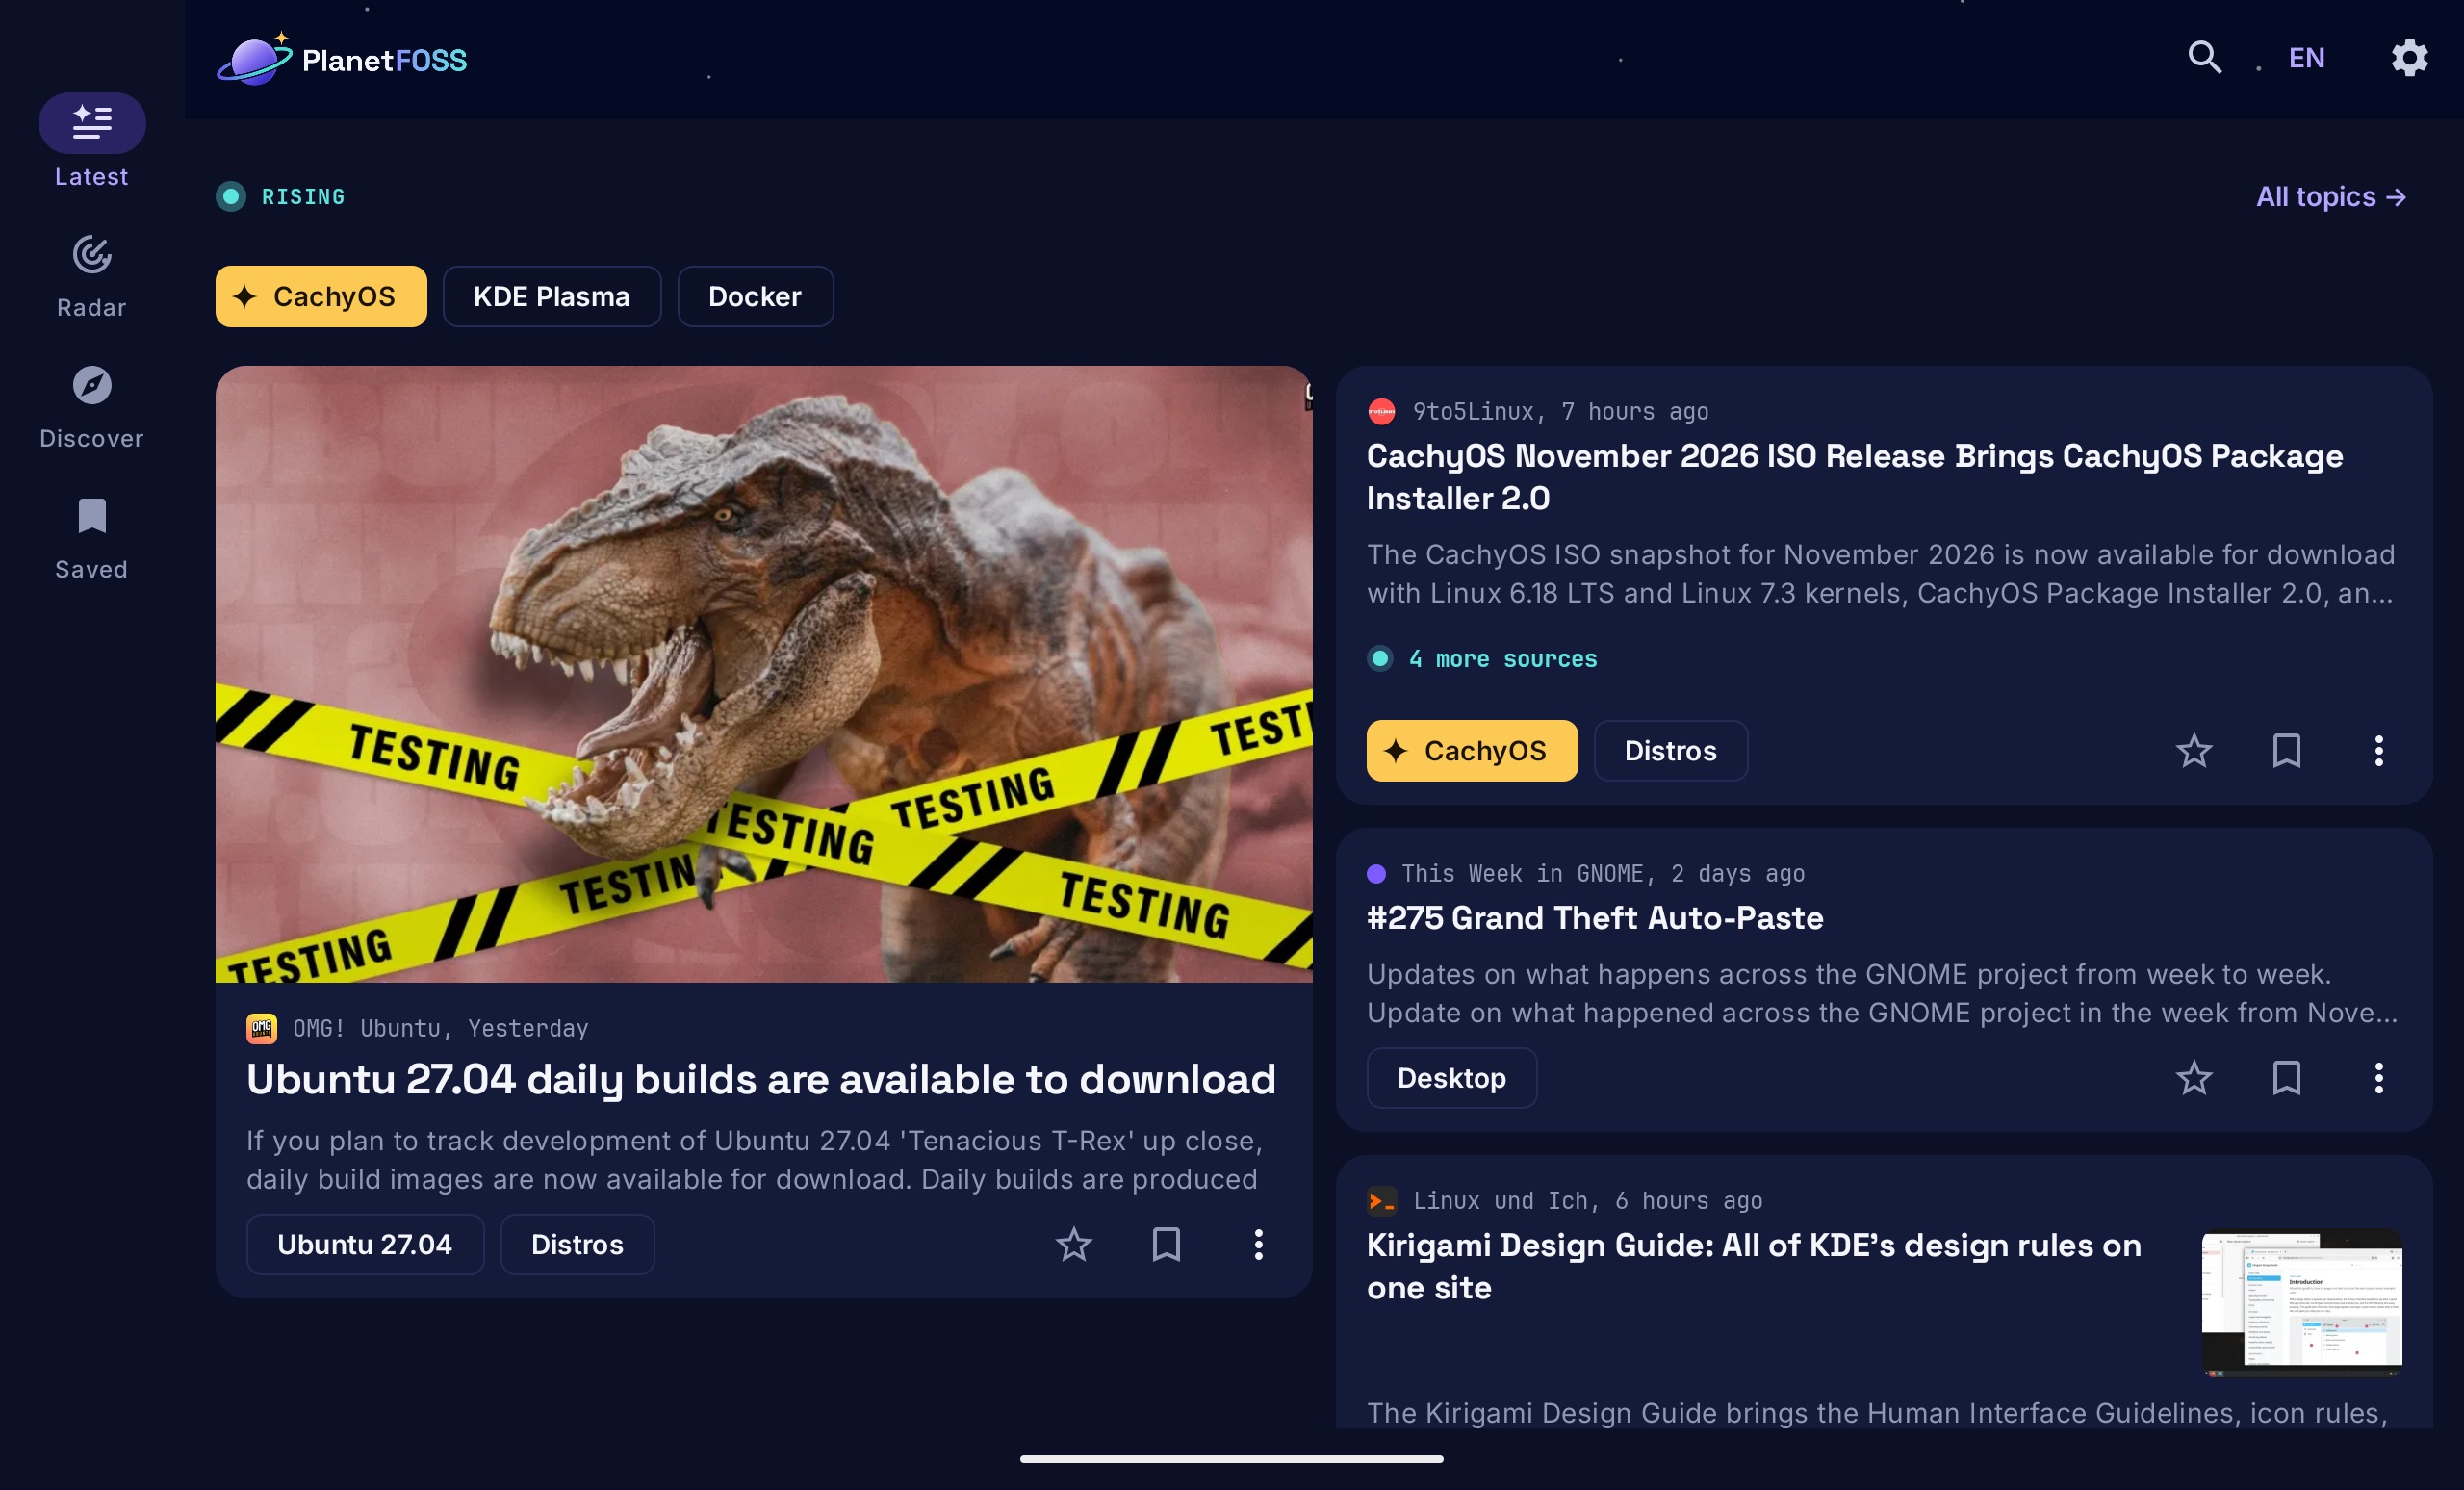 PlanetFOSS
EN
Latest
Radar
Discover
Saved
RISING
All topics →
CachyOS
KDE Plasma
Docker
TESTING
TESTING
TESTING
TESTI
TESTIN
TESTING
TESTING
OMG! Ubuntu, Yesterday
Ubuntu 27.04 daily builds are available to download
If you plan to track development of Ubuntu 27.04 'Tenacious T-Rex' up close,
daily build images are now available for download. Daily builds are produced
Ubuntu 27.04
Distros
9to5Linux, 7 hours ago
CachyOS November 2026 ISO Release Brings CachyOS Package
Installer 2.0
The CachyOS ISO snapshot for November 2026 is now available for download
with Linux 6.18 LTS and Linux 7.3 kernels, CachyOS Package Installer 2.0, an...
4 more sources
CachyOS
Distros
This Week in GNOME, 2 days ago
#275 Grand Theft Auto-Paste
Updates on what happens across the GNOME project from week to week.
Update on what happened across the GNOME project in the week from Nove...
Desktop
Linux und Ich, 6 hours ago
Kirigami Design Guide: All of KDE’s design rules on
one site
Introduction
The Kirigami Design Guide brings the Human Interface Guidelines, icon rules,